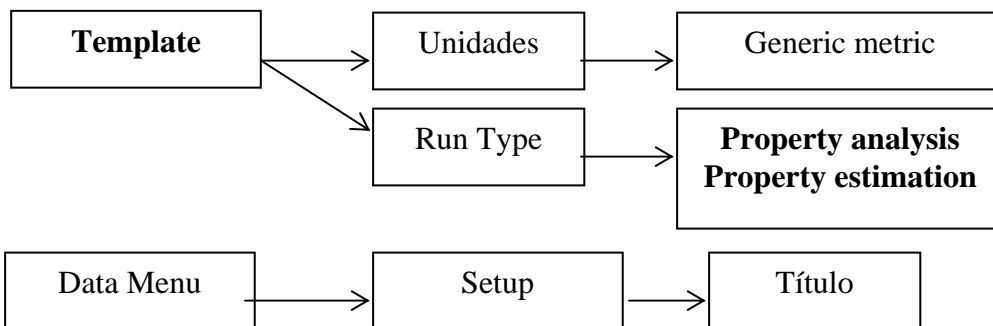 Template
Unidades
Generic metric
Run Type
Property analysis
Property estimation
Data Menu
Setup
Título